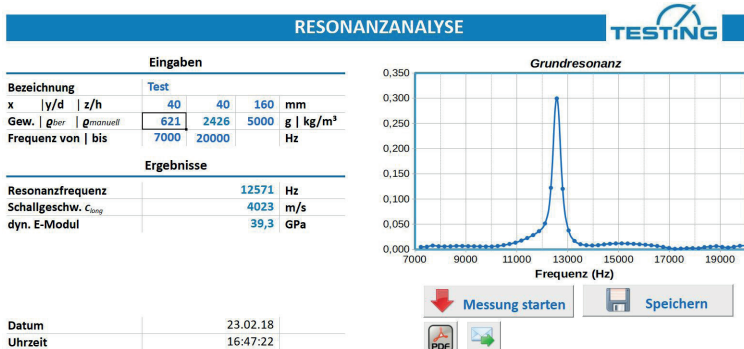 RESONANZANALYSE
TESTING
Eingaben
Bezeichnung Test
x |y/d | z/h 40 40 160 mm
Gew. | ϱber | ϱmanuell 621 2426 5000 g | kg/m³
Frequenz von | bis 7000 20000 Hz
Ergebnisse
Resonanzfrequenz 12571 Hz
Schallgeschw. clong 4023 m/s
dyn. E-Modul 39,3 GPa
Datum 23.02.18
Uhrzeit 16:47:22
Grundresonanz
0,350
0,300
0,250
0,200
0,150
0,100
0,050
0,000
7000 9000 11000 13000 15000 17000 19000
Frequenz (Hz)
Messung starten
Speichern
PDF